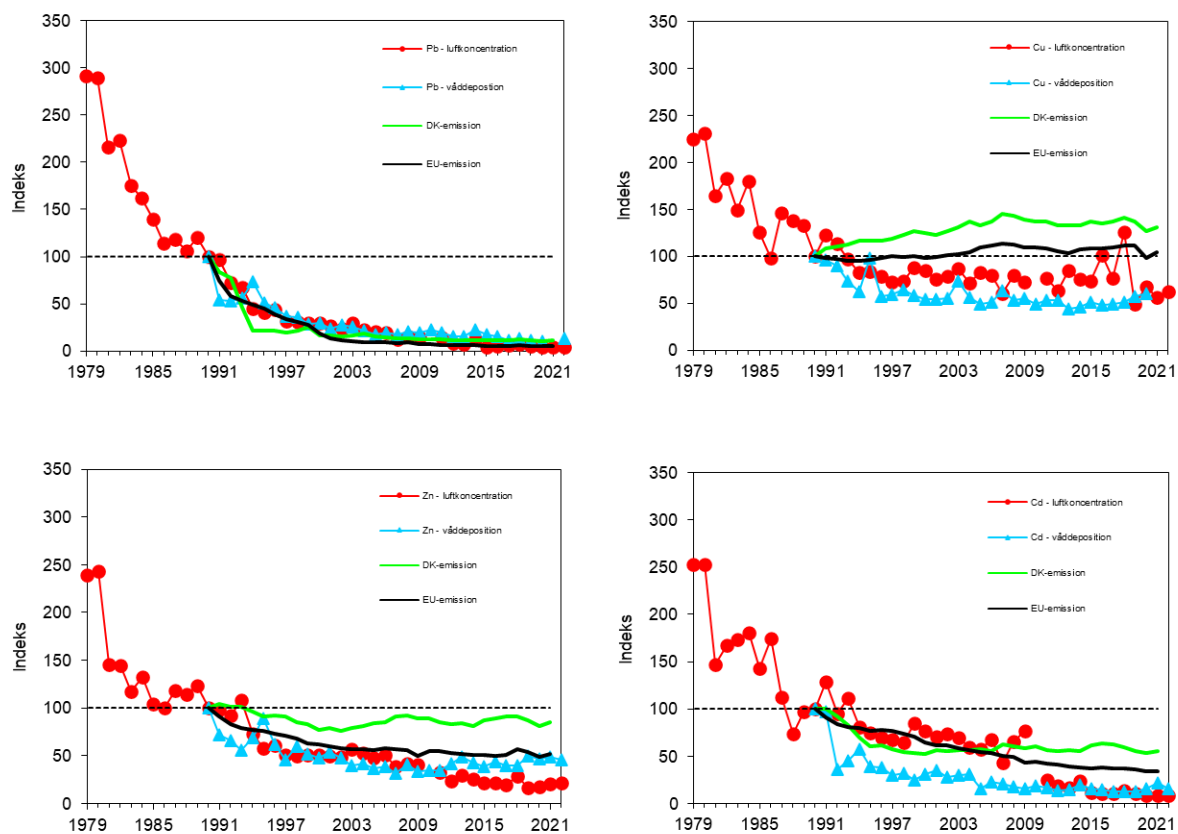 350
300
250
200
150
100
50
0
Indeks
Pb - luftkoncentration
Pb - våddepostion
DK-emission
EU-emission
1979 1985 1991 1997 2003 2009 2015 2021
350
300
250
200
150
100
50
0
Indeks
Cu - luftkoncentration
Cu - våddeposition
DK-emission
EU-emission
1979 1985 1991 1997 2003 2009 2015 2021
350
300
250
200
150
100
50
0
Indeks
Zn - luftkoncentration
Zn - våddeposition
DK-emission
EU-emission
1979 1985 1991 1997 2003 2009 2015 2021
350
300
250
200
150
100
50
0
Indeks
Cd - luftkoncentration
Cd - våddeposition
DK-emission
EU-emission
1979 1985 1991 1997 2003 2009 2015 2021